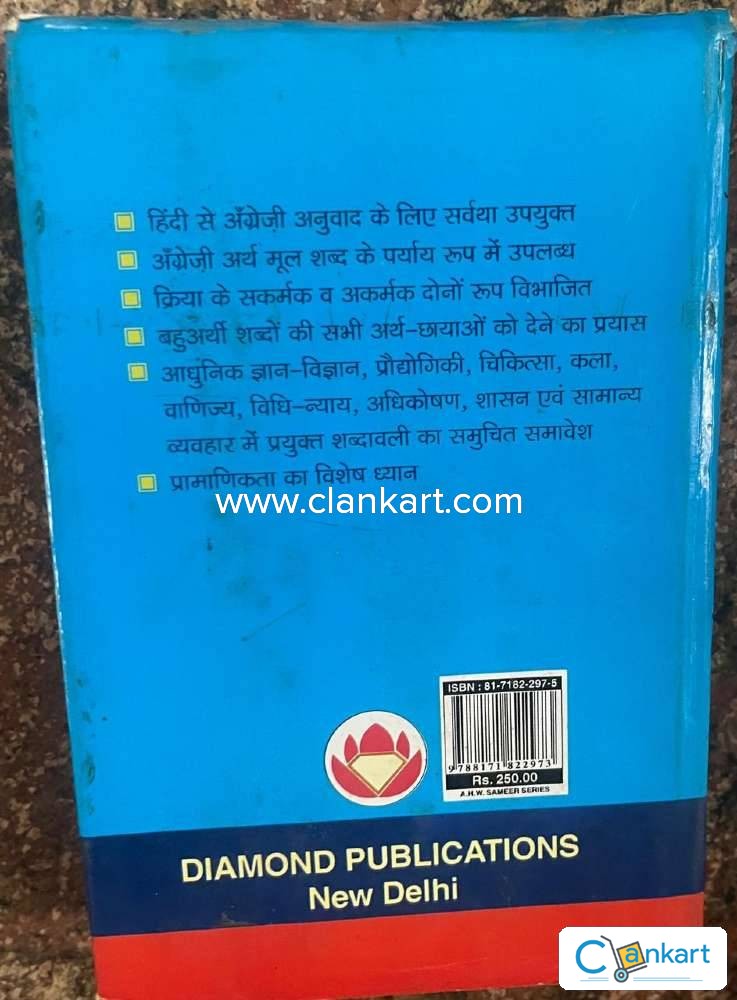 हिंदी से अँग्रेज़ी अनुवाद के लिए सर्वथा उपयुक्त
अँग्रेज़ी अर्थ मूल शब्द के पर्याय रूप में उपलब्ध
क्रिया के सकर्मक व अकर्मक दोनों रूप विभाजित
बहुअर्थी शब्दों की सभी अर्थ-छायाओं को देने का प्रयास
आधुनिक ज्ञान-विज्ञान, प्रौद्योगिकी, चिकित्सा, कला,
वाणिज्य, विधि-न्याय, अधिकोषण, शासन एवं सामान्य
व्यवहार में प्रयुक्त शब्दावली का समुचित समावेश
प्रामाणिकता का विशेष ध्यान
www.clankart.com
ISBN : 81-7182-297-5
9788171822973
Rs. 250.00
A.H.W. SAMEER SERIES
DIAMOND PUBLICATIONS
New Delhi
Clankart